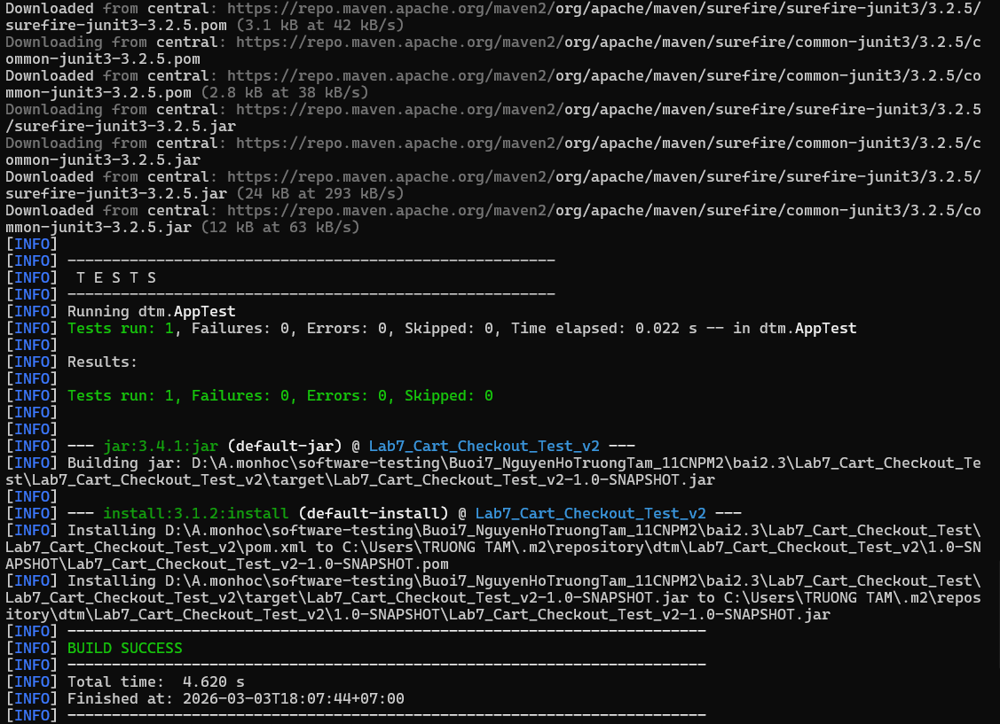 Downloaded from central: https://repo.maven.apache.org/maven2/org/apache/maven/surefire/surefire-junit3/3.2.5/
surefire-junit3-3.2.5.pom (3.1 kB at 42 kB/s)
Downloading from central: https://repo.maven.apache.org/maven2/org/apache/maven/surefire/common-junit3/3.2.5/c
ommon-junit3-3.2.5.pom
Downloaded from central: https://repo.maven.apache.org/maven2/org/apache/maven/surefire/common-junit3/3.2.5/co
mmon-junit3-3.2.5.pom (2.8 kB at 38 kB/s)
Downloading from central: https://repo.maven.apache.org/maven2/org/apache/maven/surefire/surefire-junit3/3.2.5
/surefire-junit3-3.2.5.jar
Downloading from central: https://repo.maven.apache.org/maven2/org/apache/maven/surefire/common-junit3/3.2.5/c
ommon-junit3-3.2.5.jar
Downloaded from central: https://repo.maven.apache.org/maven2/org/apache/maven/surefire/surefire-junit3/3.2.5/
surefire-junit3-3.2.5.jar (24 kB at 293 kB/s)
Downloaded from central: https://repo.maven.apache.org/maven2/org/apache/maven/surefire/common-junit3/3.2.5/co
mmon-junit3-3.2.5.jar (12 kB at 63 kB/s)
[INFO]
[INFO] -------------------------------------------------------
[INFO]  T E S T S
[INFO] -------------------------------------------------------
[INFO] Running dtm.AppTest
[INFO] Tests run: 1, Failures: 0, Errors: 0, Skipped: 0, Time elapsed: 0.022 s -- in dtm.AppTest
[INFO]
[INFO] Results:
[INFO]
[INFO] Tests run: 1, Failures: 0, Errors: 0, Skipped: 0
[INFO]
[INFO]
[INFO] --- jar:3.4.1:jar (default-jar) @ Lab7_Cart_Checkout_Test_v2 ---
[INFO] Building jar: D:\A.monhoc\software-testing\Buoi7_NguyenHoTruongTam_11CNPM2\bai2.3\Lab7_Cart_Checkout_Te
st\Lab7_Cart_Checkout_Test_v2\target\Lab7_Cart_Checkout_Test_v2-1.0-SNAPSHOT.jar
[INFO]
[INFO] --- install:3.1.2:install (default-install) @ Lab7_Cart_Checkout_Test_v2 ---
[INFO] Installing D:\A.monhoc\software-testing\Buoi7_NguyenHoTruongTam_11CNPM2\bai2.3\Lab7_Cart_Checkout_Test\
Lab7_Cart_Checkout_Test_v2\pom.xml to C:\Users\TRUONG TAM\.m2\repository\dtm\Lab7_Cart_Checkout_Test_v2\1.0-SN
APSHOT\Lab7_Cart_Checkout_Test_v2-1.0-SNAPSHOT.pom
[INFO] Installing D:\A.monhoc\software-testing\Buoi7_NguyenHoTruongTam_11CNPM2\bai2.3\Lab7_Cart_Checkout_Test\
Lab7_Cart_Checkout_Test_v2\target\Lab7_Cart_Checkout_Test_v2-1.0-SNAPSHOT.jar to C:\Users\TRUONG TAM\.m2\repos
itory\dtm\Lab7_Cart_Checkout_Test_v2\1.0-SNAPSHOT\Lab7_Cart_Checkout_Test_v2-1.0-SNAPSHOT.jar
[INFO] ------------------------------------------------------------------------
[INFO] BUILD SUCCESS
[INFO] ------------------------------------------------------------------------
[INFO] Total time:  4.620 s
[INFO] Finished at: 2026-03-03T18:07:44+07:00
[INFO] ------------------------------------------------------------------------